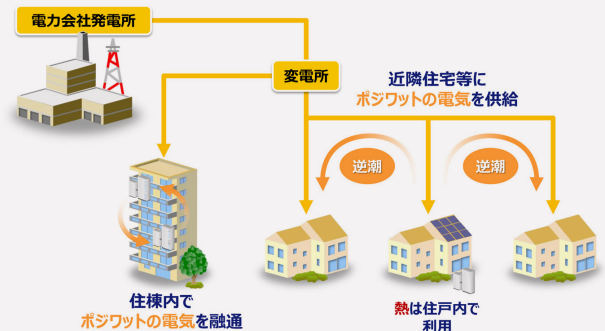 電力会社発電所
変電所
近隣住宅等に
ポジワットの電気を供給
逆潮
逆潮
住棟内で
ポジワットの電気を融通
熱は住戸内で
利用